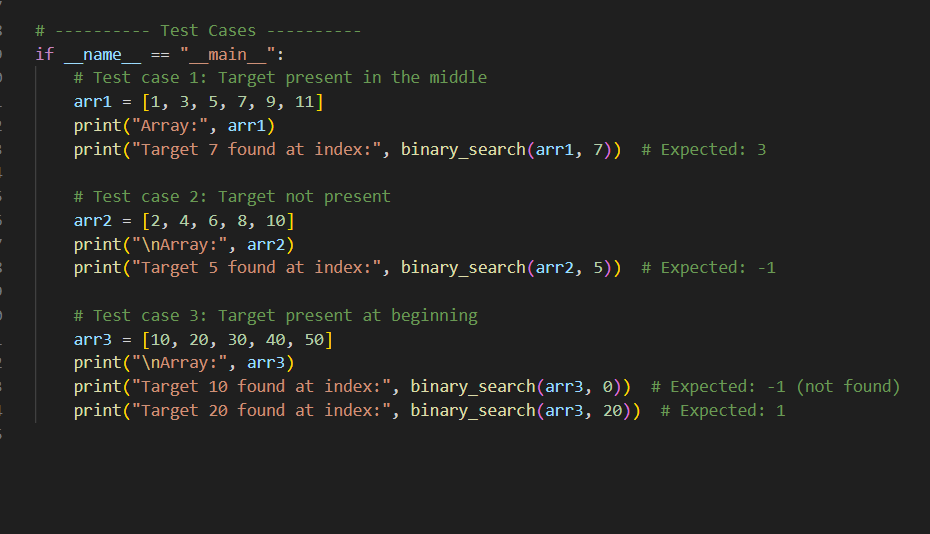 # ---------- Test Cases ----------
if __name__ == "__main__":
# Test case 1: Target present in the middle
arr1 = [1, 3, 5, 7, 9, 11]
print("Array:", arr1)
print("Target 7 found at index:", binary_search(arr1, 7))  # Expected: 3
# Test case 2: Target not present
arr2 = [2, 4, 6, 8, 10]
print("\nArray:", arr2)
print("Target 5 found at index:", binary_search(arr2, 5))  # Expected: -1
# Test case 3: Target present at beginning
arr3 = [10, 20, 30, 40, 50]
print("\nArray:", arr3)
print("Target 10 found at index:", binary_search(arr3, 0))  # Expected: -1 (not found)
print("Target 20 found at index:", binary_search(arr3, 20))  # Expected: 1